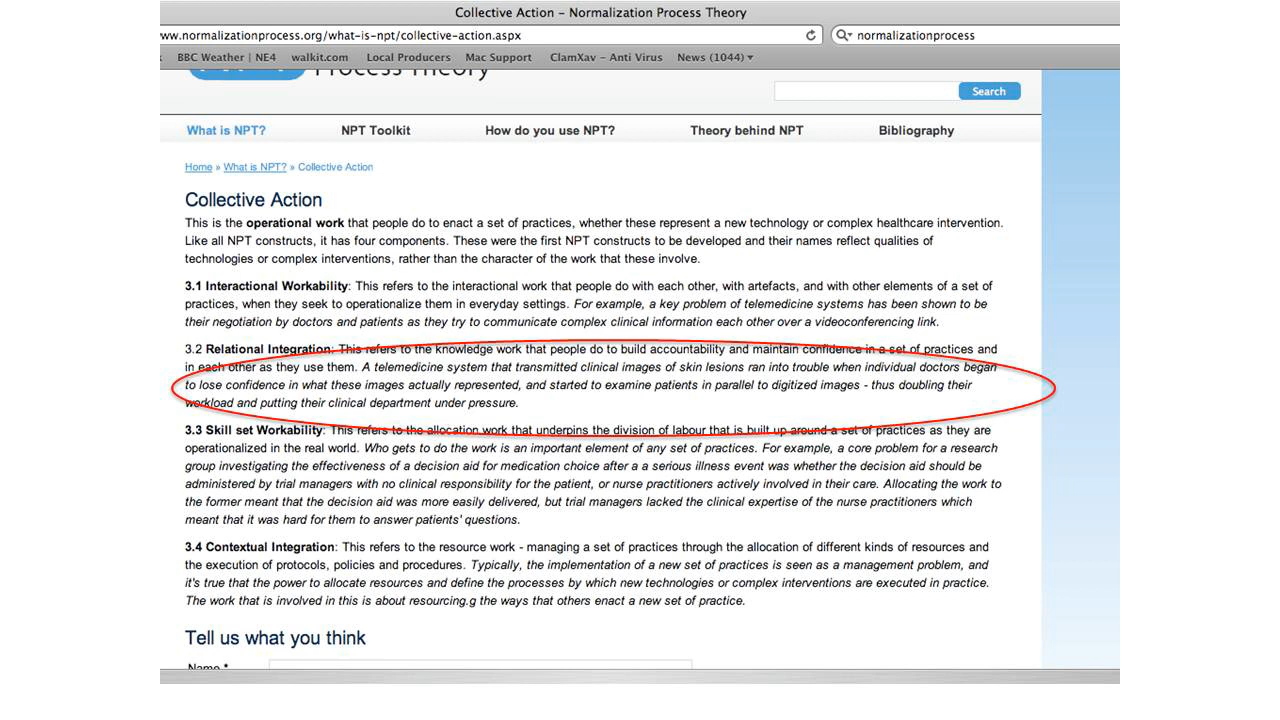 Collective Action – Normalization Process Theory
ww.normalizationprocess.org/what-is-npt/collective-action.aspx
normalizationprocess
BBC Weather | NE4 walkit.com Local Producers Mac Support ClamXav – Anti Virus News (1044)
Process Theory
Search
What is NPT? NPT Toolkit How do you use NPT? Theory behind NPT Bibliography
Home » What is NPT? » Collective Action
Collective Action
This is the operational work that people do to enact a set of practices, whether these represent a new technology or complex healthcare intervention.
Like all NPT constructs, it has four components. These were the first NPT constructs to be developed and their names reflect qualities of
technologies or complex interventions, rather than the character of the work that these involve.
3.1 Interactional Workability: This refers to the interactional work that people do with each other, with artefacts, and with other elements of a set of
practices, when they seek to operationalize them in everyday settings. For example, a key problem of telemedicine systems has been shown to be
their negotiation by doctors and patients as they try to communicate complex clinical information each other over a videoconferencing link.
3.2 Relational Integration: This refers to the knowledge work that people do to build accountability and maintain confidence in a set of practices and
in each other as they use them. A telemedicine system that transmitted clinical images of skin lesions ran into trouble when individual doctors began
to lose confidence in what these images actually represented, and started to examine patients in parallel to digitized images - thus doubling their
workload and putting their clinical department under pressure.
3.3 Skill set Workability: This refers to the allocation work that underpins the division of labour that is built up around a set of practices as they are
operationalized in the real world. Who gets to do the work is an important element of any set of practices. For example, a core problem for a research
group investigating the effectiveness of a decision aid for medication choice after a a serious illness event was whether the decision aid should be
administered by trial managers with no clinical responsibility for the patient, or nurse practitioners actively involved in their care. Allocating the work to
the former meant that the decision aid was more easily delivered, but trial managers lacked the clinical expertise of the nurse practitioners which
meant that it was hard for them to answer patients' questions.
3.4 Contextual Integration: This refers to the resource work - managing a set of practices through the allocation of different kinds of resources and
the execution of protocols, policies and procedures. Typically, the implementation of a new set of practices is seen as a management problem, and
it's true that the power to allocate resources and define the processes by which new technologies or complex interventions are executed in practice.
The work that is involved in this is about resourcing.g the ways that others enact a new set of practice.
Tell us what you think
Name *